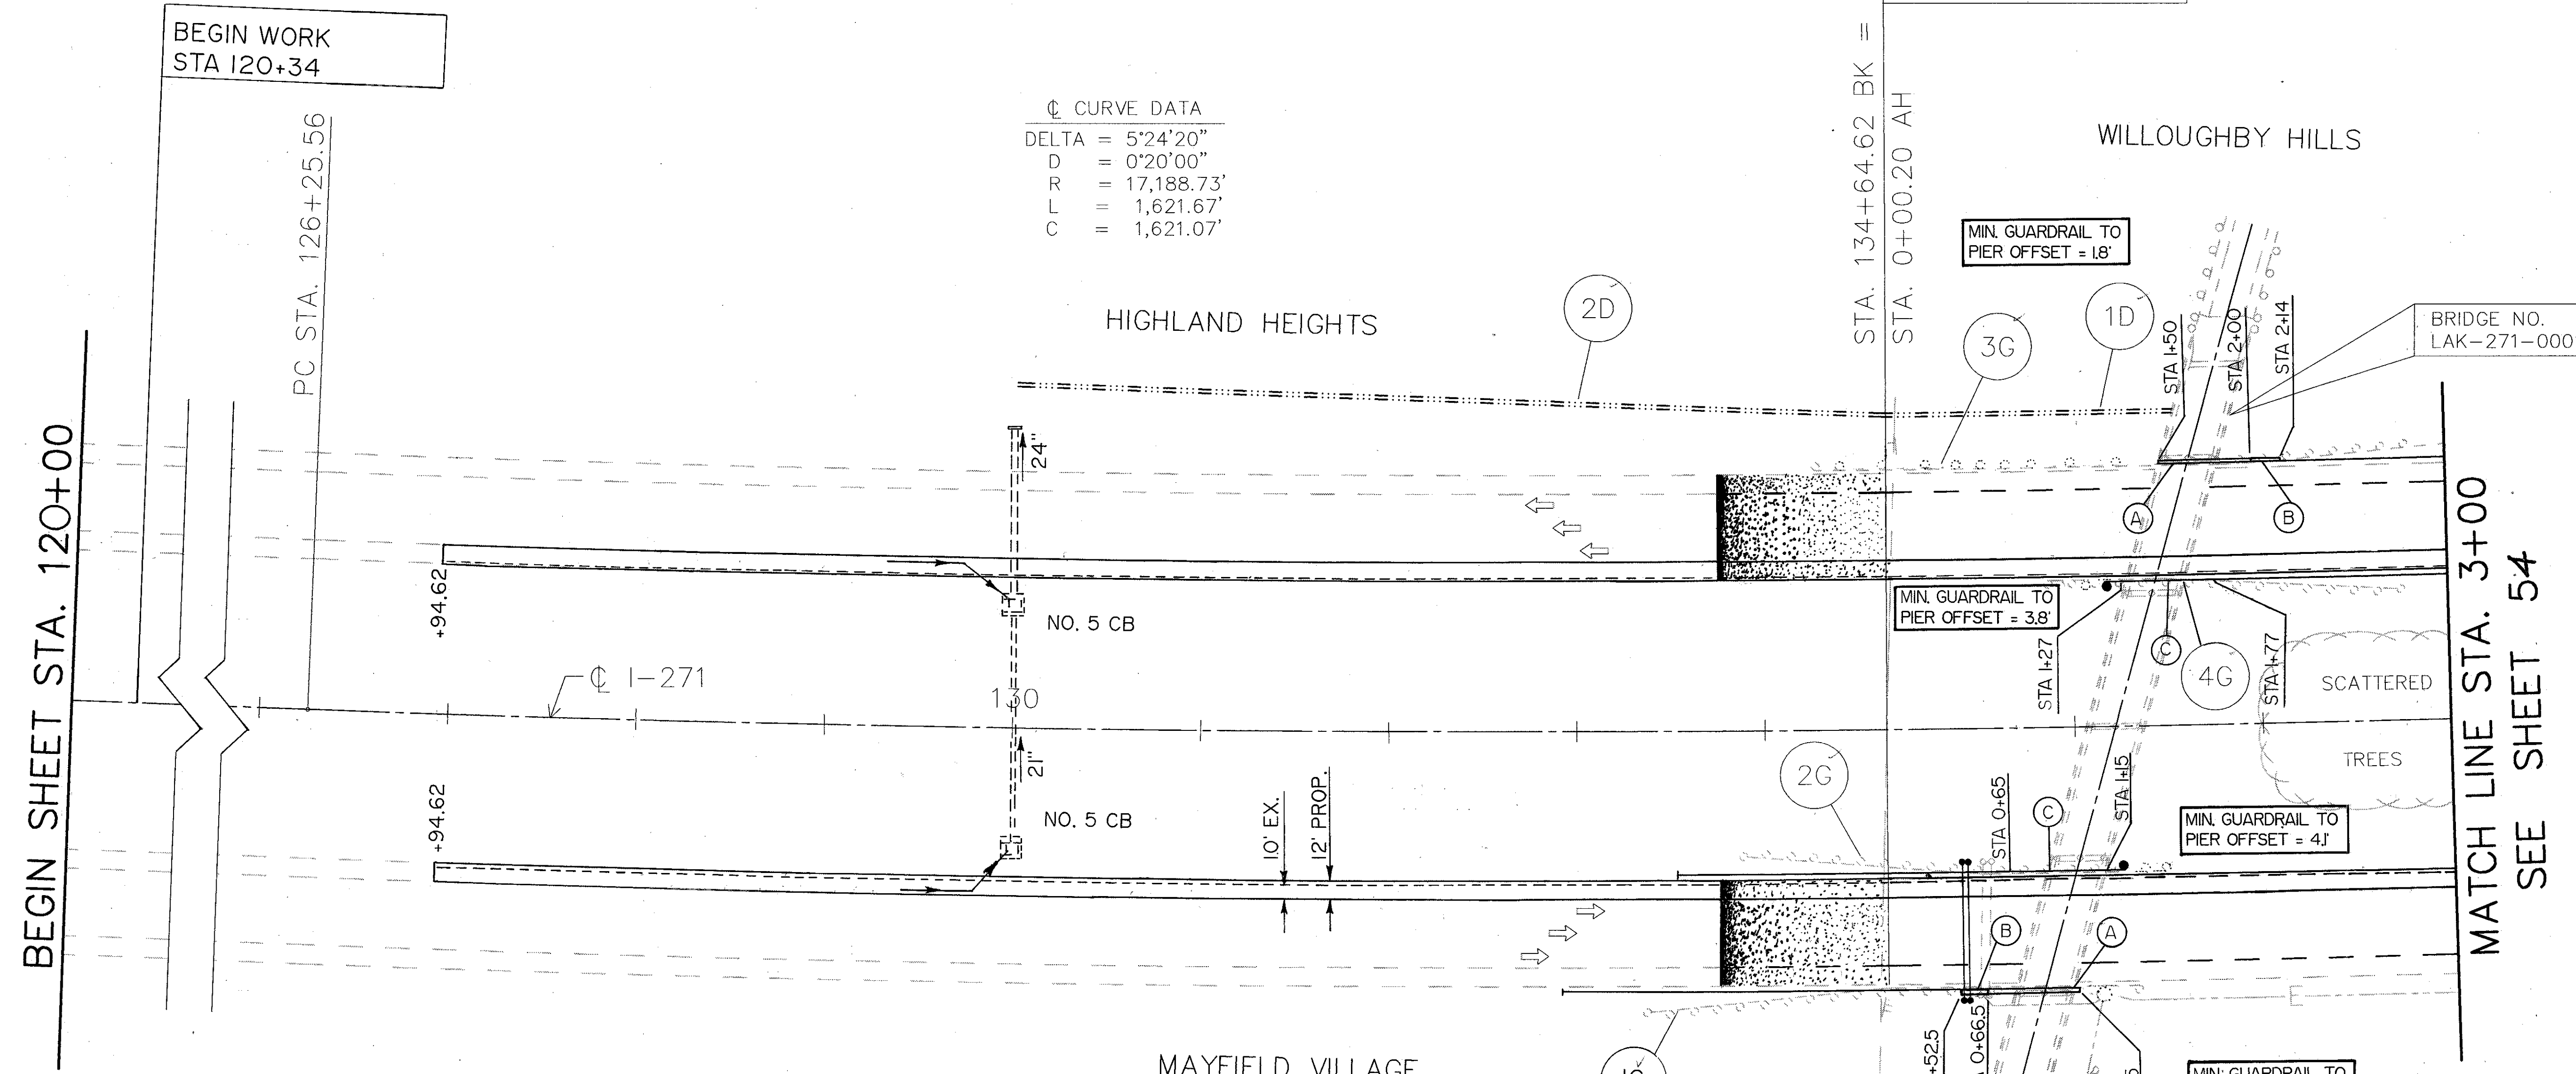 BEGIN WORK
STA 120+34
PC STA. 126+25.56
BEGIN SHEET STA. 120+00
℄ CURVE DATA
DELTA = 5°24'20"
D = 0°20'00"
R = 17,188.73'
L = 1,621.67'
C = 1,621.07'
STA. 134+64.62 BK =
STA. 0+00.20 AH
WILLOUGHBY HILLS
HIGHLAND HEIGHTS
MIN. GUARDRAIL TO
PIER OFFSET = 1.8'
2D
3G
1D
STA 1+50
STA 2+00
STA 2+14
BRIDGE NO.
LAK-271-000
24"
A
B
+94.62
NO. 5 CB
MIN. GUARDRAIL TO
PIER OFFSET = 3.8'
STA 1+27
C
4G
STA 1+77
SCATTERED
TREES
℄ I-271
130
21"
NO. 5 CB
+94.62
10' EX.
12' PROP.
2G
STA 0+65
C
STA 1+15
MIN. GUARDRAIL TO
PIER OFFSET = 4.1'
B
A
E
MATCH LINE STA. 3+00
SEE SHEET 54
+52.5
0+66.5
MAYFIELD VILLAGE
MIN. GUARDRAIL TO